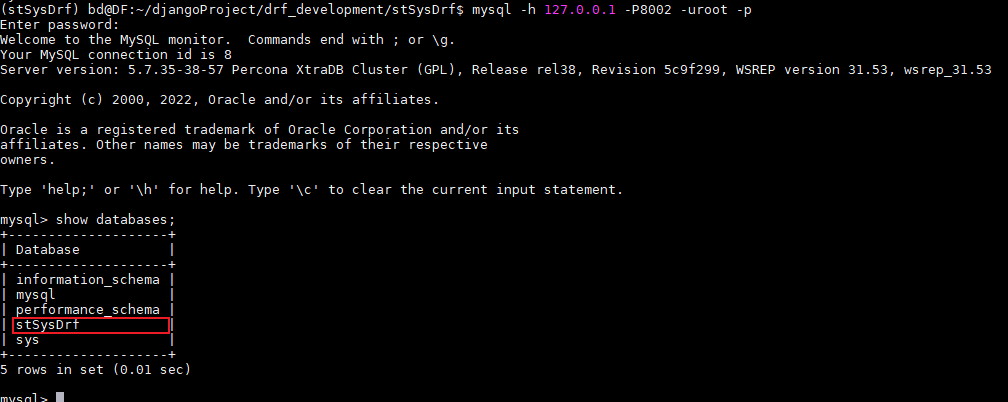 (stSysDrf) bd@DF:~/djangoProject/drf_development/stSysDrf$ mysql -h 127.0.0.1 -P8002 -uroot -p
Enter password:
Welcome to the MySQL monitor.  Commands end with ; or \g.
Your MySQL connection id is 8
Server version: 5.7.35-38-57 Percona XtraDB Cluster (GPL), Release rel38, Revision 5c9f299, WSREP version 31.53, wsrep_31.53

Copyright (c) 2000, 2022, Oracle and/or its affiliates.

Oracle is a registered trademark of Oracle Corporation and/or its
affiliates. Other names may be trademarks of their respective
owners.

Type 'help;' or '\h' for help. Type '\c' to clear the current input statement.

mysql> show databases;
+--------------------+
| Database           |
+--------------------+
| information_schema |
| mysql              |
| performance_schema |
| stSysDrf           |
| sys                |
+--------------------+
5 rows in set (0.01 sec)

mysql>